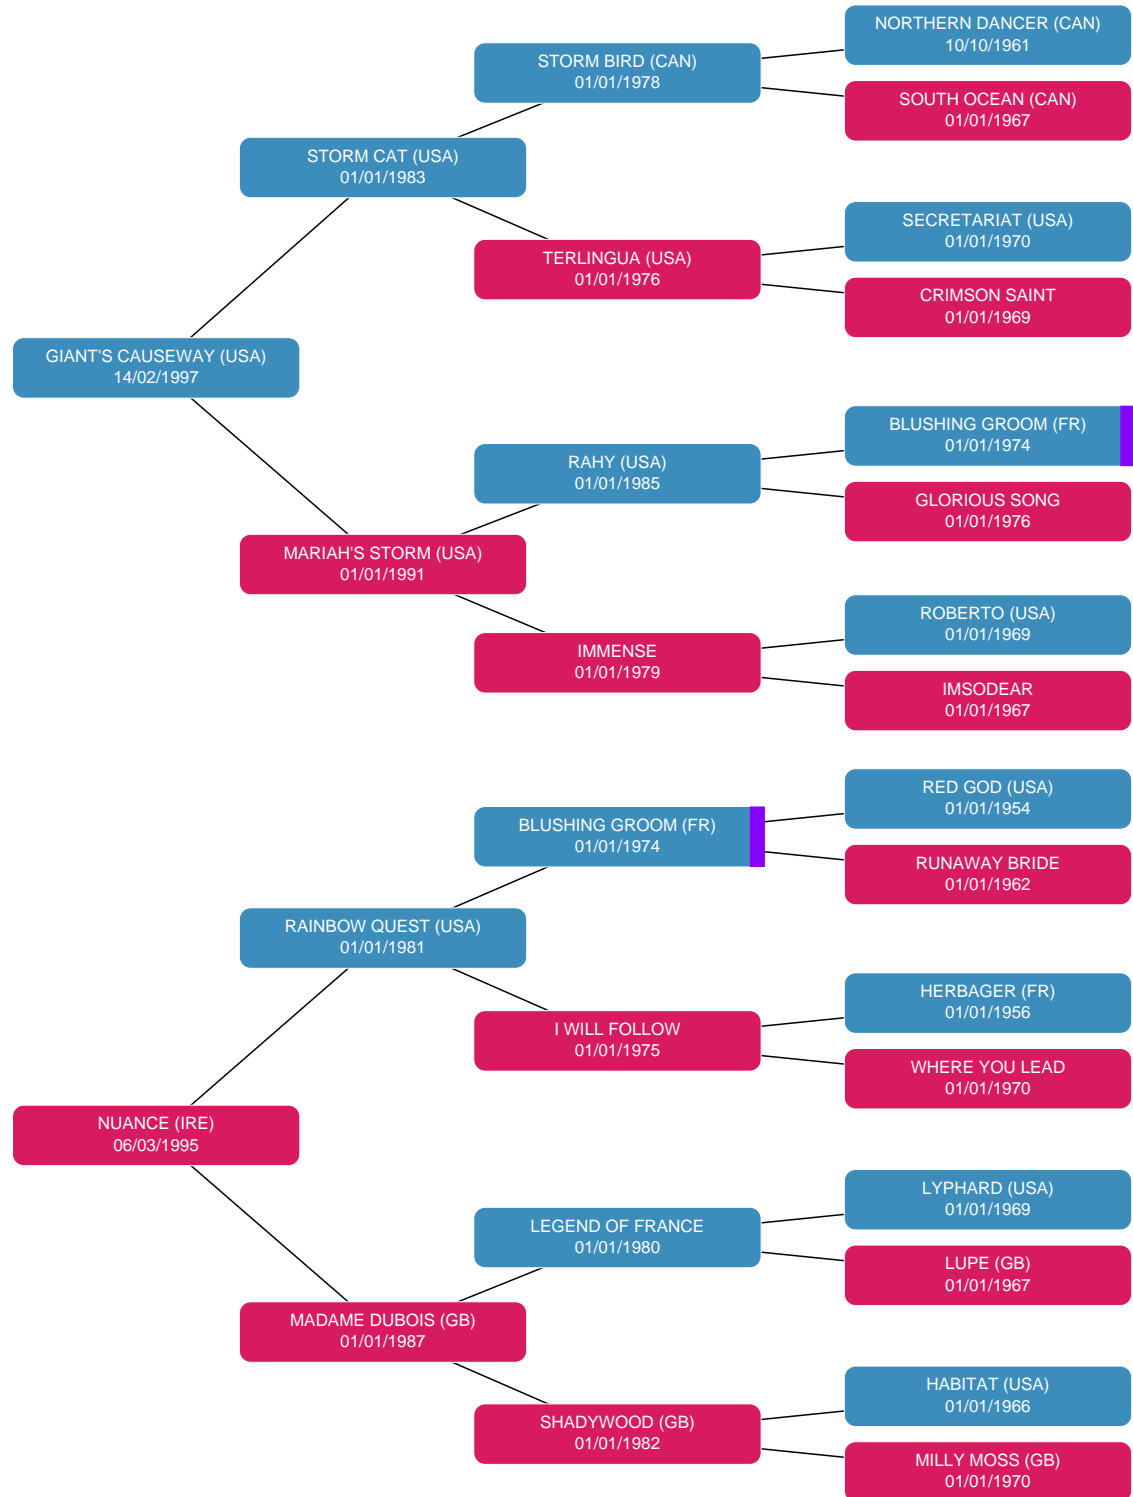 NORTHERN DANCER (CAN)
10/10/1961
STORM BIRD (CAN)
01/01/1978
SOUTH OCEAN (CAN)
01/01/1967
STORM CAT (USA)
01/01/1983
SECRETARIAT (USA)
01/01/1970
TERLINGUA (USA)
01/01/1976
CRIMSON SAINT
01/01/1969
GIANT'S CAUSEWAY (USA)
14/02/1997
BLUSHING GROOM (FR)
01/01/1974
RAHY (USA)
01/01/1985
GLORIOUS SONG
01/01/1976
MARIAH'S STORM (USA)
01/01/1991
ROBERTO (USA)
01/01/1969
IMMENSE
01/01/1979
IMSODEAR
01/01/1967
RED GOD (USA)
01/01/1954
BLUSHING GROOM (FR)
01/01/1974
RUNAWAY BRIDE
01/01/1962
RAINBOW QUEST (USA)
01/01/1981
HERBAGER (FR)
01/01/1956
I WILL FOLLOW
01/01/1975
WHERE YOU LEAD
01/01/1970
NUANCE (IRE)
06/03/1995
LYPHARD (USA)
01/01/1969
LEGEND OF FRANCE
01/01/1980
LUPE (GB)
01/01/1967
MADAME DUBOIS (GB)
01/01/1987
HABITAT (USA)
01/01/1966
SHADYWOOD (GB)
01/01/1982
MILLY MOSS (GB)
01/01/1970